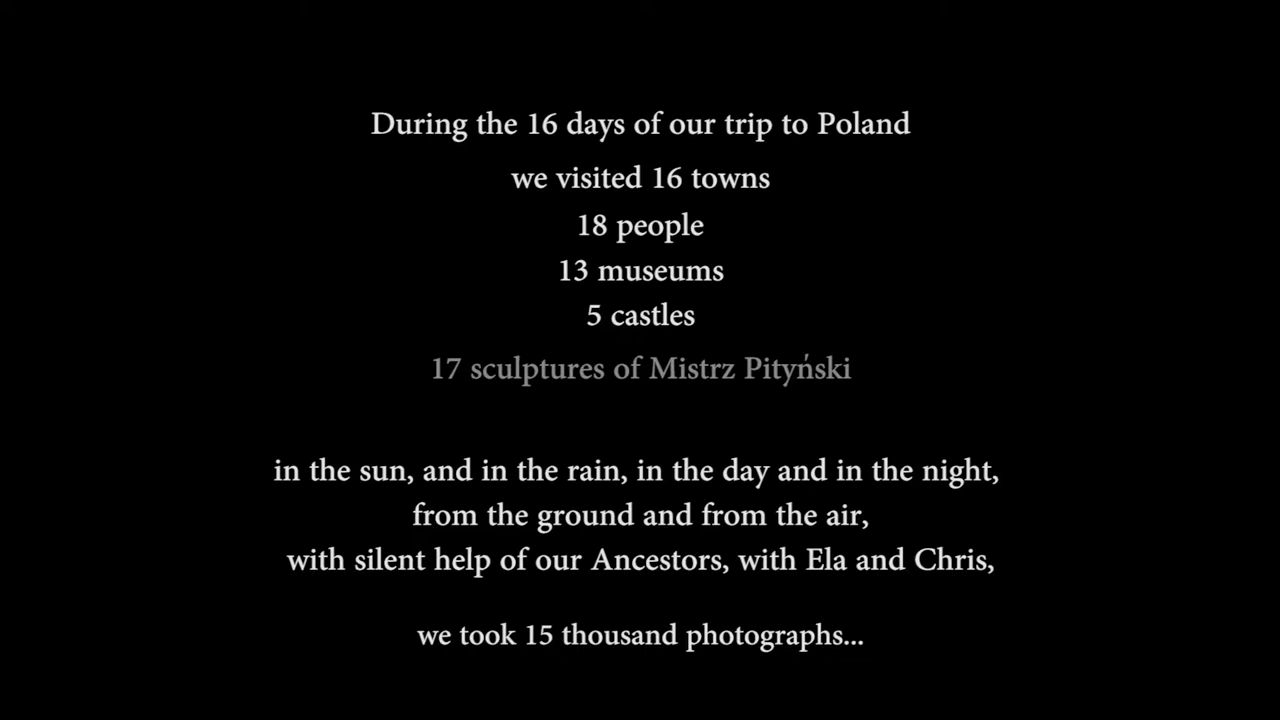 During the 16 days of our trip to Poland
we visited 16 towns
18 people
13 museums
5 castles
17 sculptures of Mistrz Pityński
in the sun, and in the rain, in the day and in the night,
from the ground and from the air,
with silent help of our Ancestors, with Ela and Chris,
we took 15 thousand photographs...